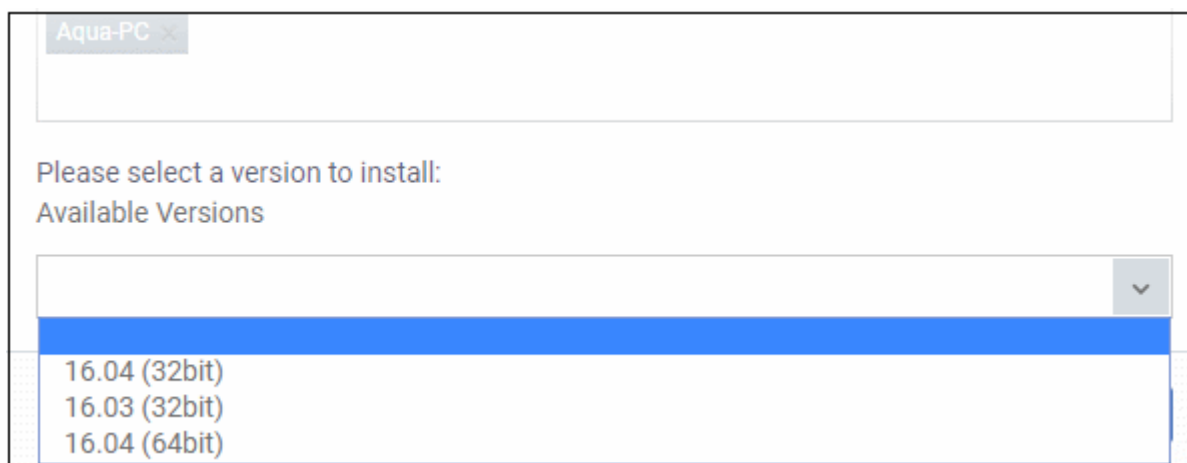 Aqua-PC ×
Please select a version to install:
Available Versions
16.04 (32bit)
16.03 (32bit)
16.04 (64bit)